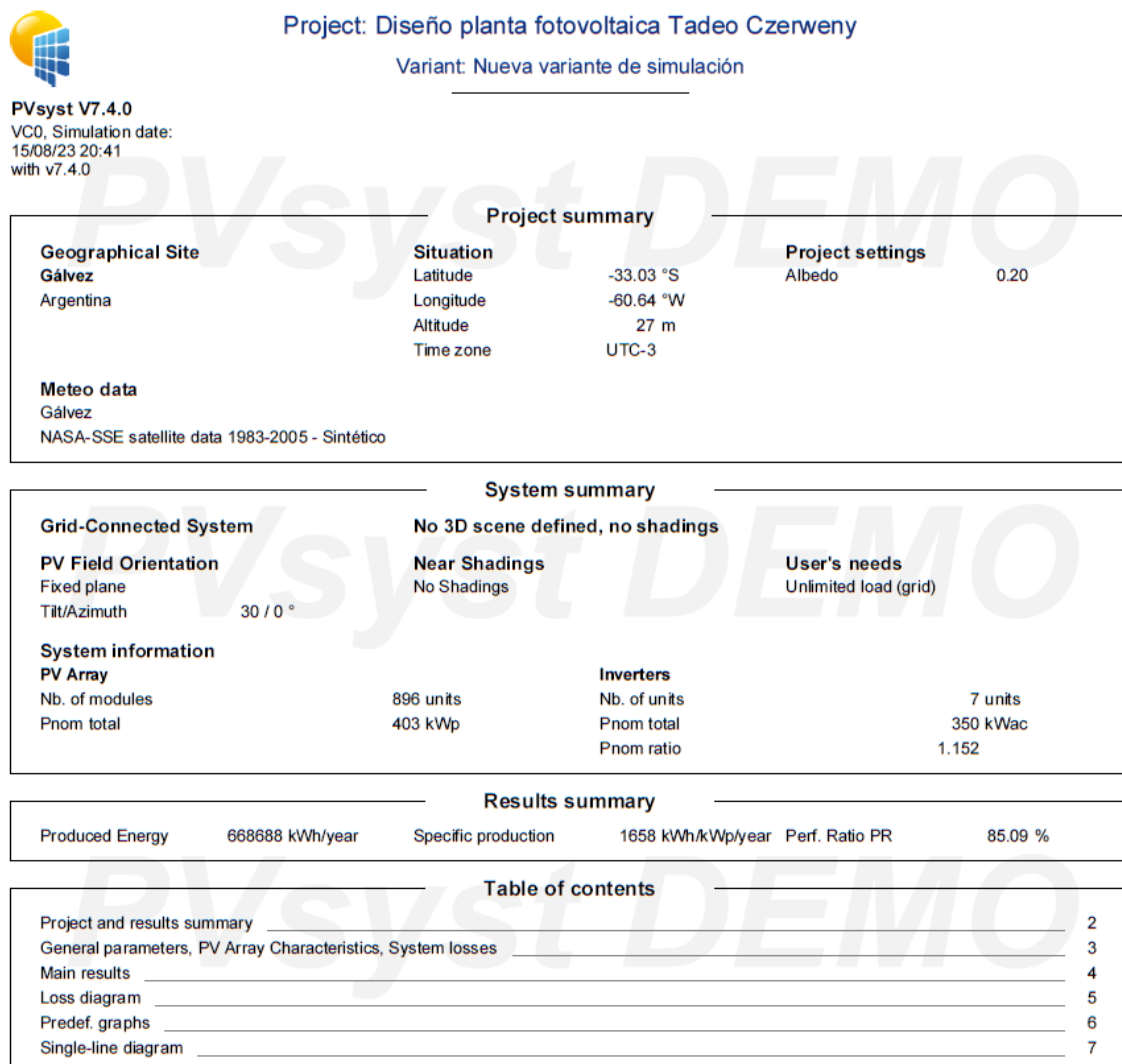 Project: Diseño planta fotovoltaica Tadeo Czerweny
Variant: Nueva variante de simulación
PVsyst V7.4.0
VC0, Simulation date:
15/08/23 20:41
with v7.4.0
PVsyst DEMO
Project summary
Geographical Site Situation Project settings
Gálvez Latitude -33.03 °S Albedo 0.20
Argentina Longitude -60.64 °W
Altitude 27 m
Time zone UTC-3
Meteo data
Gálvez
NASA-SSE satellite data 1983-2005 - Sintético
System summary
Grid-Connected System No 3D scene defined, no shadings
PVsyst DEMO
PV Field Orientation Near Shadings User's needs
Fixed plane No Shadings Unlimited load (grid)
Tilt/Azimuth 30 / 0 °
System information
PV Array Inverters
Nb. of modules 896 units Nb. of units 7 units
Pnom total 403 kWp Pnom total 350 kWac
Pnom ratio 1.152
Results summary
Produced Energy 668688 kWh/year Specific production 1658 kWh/kWp/year Perf. Ratio PR 85.09 %
PVsyst DEMO
Table of contents
Project and results summary 2
General parameters, PV Array Characteristics, System losses 3
Main results 4
Loss diagram 5
Predef. graphs 6
Single-line diagram 7